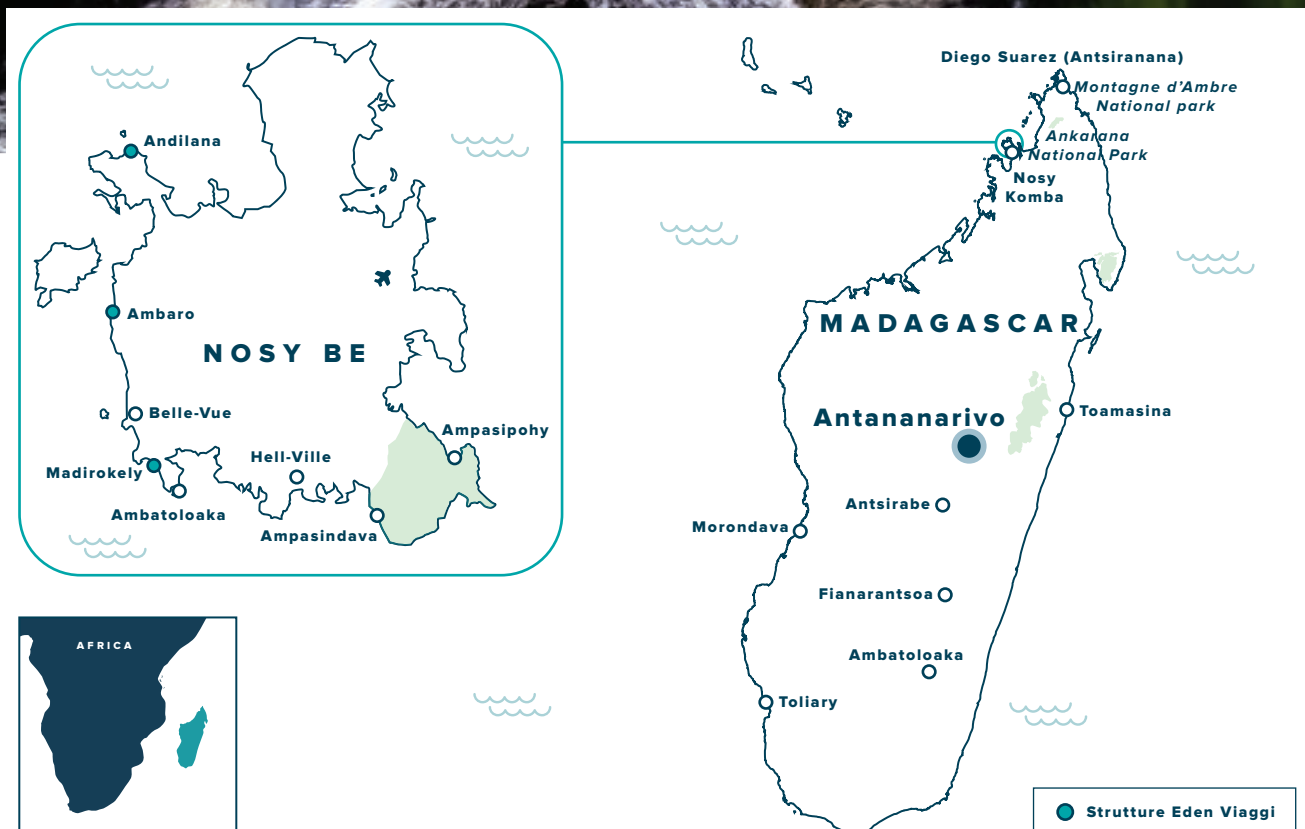 Andilana
Ambaro
NOSY BE
Belle-Vue
Ampasipohy
Hell-Ville
Madirokely
Ambatoloaka
Ampasindava
AFRICA
Diego Suarez (Antsiranana)
Montagne d'Ambre
National park
Ankarana
National Park
Nosy
Komba
MADAGASCAR
Antananarivo
Toamasina
Antsirabe
Morondava
Fianarantsoa
Ambatoloaka
Toliary
Strutture Eden Viaggi